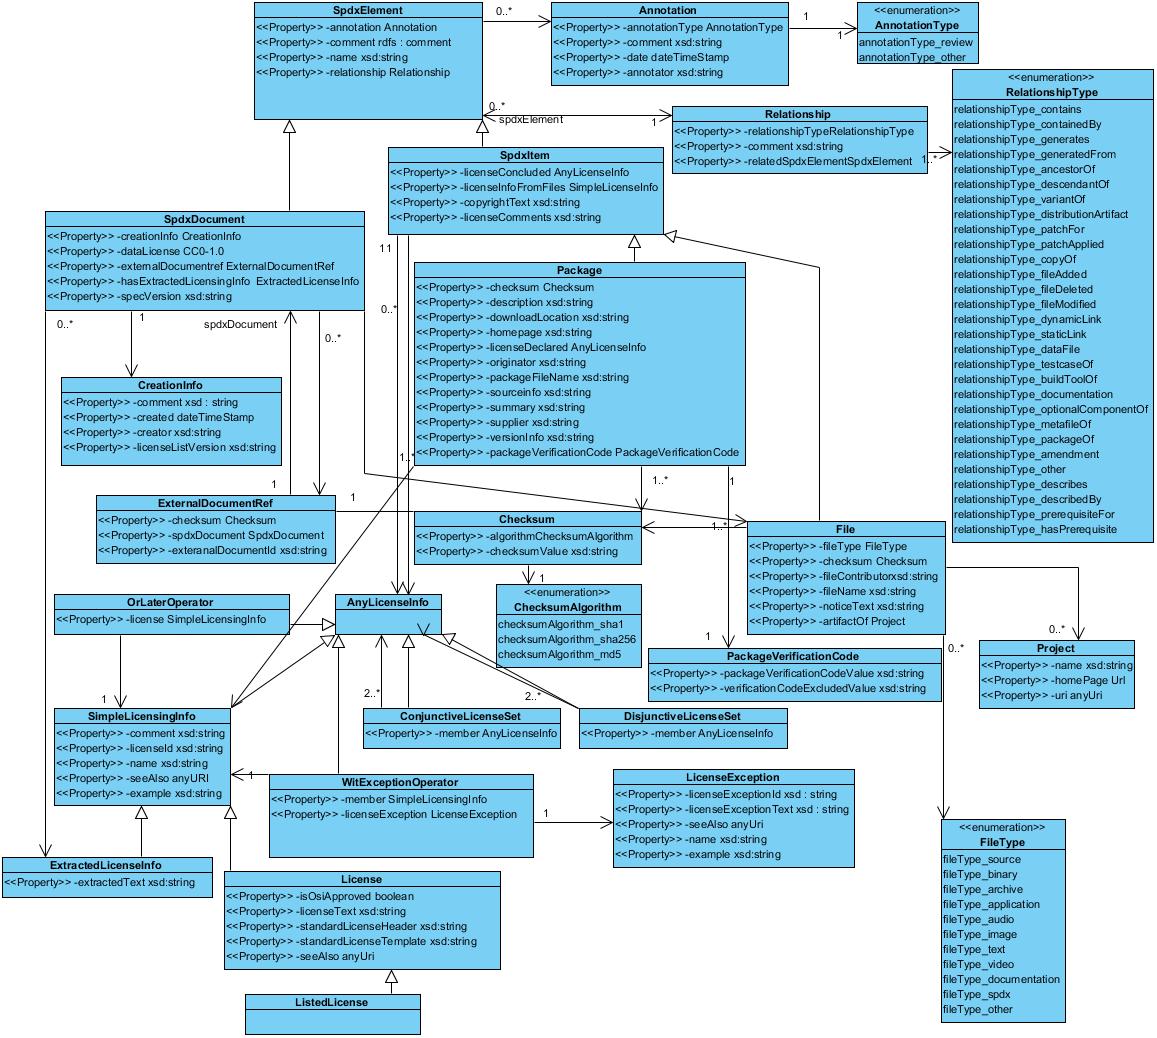 SpdxElement
<<Property>> -annotation Annotation
<<Property>> -comment rdfs : comment
<<Property>> -name xsd:string
<<Property>> -relationship Relationship
0..*
Annotation
<<Property>> -annotationType AnnotationType
<<Property>> -comment xsd:string
<<Property>> -date dateTimeStamp
<<Property>> -annotator xsd:string
1
1
<<enumeration>>
AnnotationType
annotationType_review
annotationType_other
0..*
spdxElement
1
Relationship
<<Property>> -relationshipTypeRelationshipType
<<Property>> -comment xsd:string
<<Property>> -relatedSpdxElementSpdxElement
1..*
<<enumeration>>
RelationshipType
relationshipType_contains
relationshipType_containedBy
relationshipType_generates
relationshipType_generatedFrom
relationshipType_ancestorOf
relationshipType_descendantOf
relationshipType_variantOf
relationshipType_distributionArtifact
relationshipType_patchFor
relationshipType_patchApplied
relationshipType_copyOf
relationshipType_fileAdded
relationshipType_fileDeleted
relationshipType_fileModified
relationshipType_dynamicLink
relationshipType_staticLink
relationshipType_dataFile
relationshipType_testcaseOf
relationshipType_buildToolOf
relationshipType_documentation
relationshipType_optionalComponentOf
relationshipType_metafileOf
relationshipType_packageOf
relationshipType_amendment
relationshipType_other
relationshipType_describes
relationshipType_describedBy
relationshipType_prerequisiteFor
relationshipType_hasPrerequisite
SpdxItem
<<Property>> -licenseConcluded AnyLicenseInfo
<<Property>> -licenseInfoFromFiles SimpleLicenseInfo
<<Property>> -copyrightText xsd:string
<<Property>> -licenseComments xsd:string
SpdxDocument
<<Property>> -creationInfo CreationInfo
<<Property>> -dataLicense CC0-1.0
<<Property>> -externalDocumentref ExternalDocumentRef
<<Property>> -hasExtractedLicensingInfo ExtractedLicenseInfo
<<Property>> -specVersion xsd:string
11
0..*
0..*
1
spdxDocument
0..*
Package
<<Property>> -checksum Checksum
<<Property>> -description xsd:string
<<Property>> -downloadLocation xsd:string
<<Property>> -homepage xsd:string
<<Property>> -licenseDeclared AnyLicenseInfo
<<Property>> -originator xsd:string
<<Property>> -packageFileName xsd:string
<<Property>> -sourceinfo xsd:string
<<Property>> -summary xsd:string
<<Property>> -supplier xsd:string
<<Property>> -versionInfo xsd:string
<<Property>> -packageVerificationCode PackageVerificationCode
CreationInfo
<<Property>> -comment xsd : string
<<Property>> -created dateTimeStamp
<<Property>> -creator xsd:string
<<Property>> -licenseListVersion xsd:string
1..*
1
1..*
1
1
ExternalDocumentRef
<<Property>> -checksum Checksum
<<Property>> -spdxDocument SpdxDocument
<<Property>> -exteranalDocumentId xsd:string
Checksum
<<Property>> -algorithmChecksumAlgorithm
<<Property>> -checksumValue xsd:string
1..*
File
<<Property>> -fileType FileType
<<Property>> -checksum Checksum
<<Property>> -fileContributorxsd:string
<<Property>> -fileName xsd:string
<<Property>> -noticeText xsd:string
<<Property>> -artifactOf Project
1
<<enumeration>>
ChecksumAlgorithm
checksumAlgorithm_sha1
checksumAlgorithm_sha256
checksumAlgorithm_md5
OrLaterOperator
<<Property>> -license SimpleLicensingInfo
AnyLicenseInfo
1
0..*
0..*
PackageVerificationCode
<<Property>> -packageVerificationCodeValue xsd:string
<<Property>> -verificationCodeExcludedValue xsd:string
Project
<<Property>> -name xsd:string
<<Property>> -homePage Url
<<Property>> -uri anyUri
1
2..*
2..*
SimpleLicensingInfo
<<Property>> -comment xsd:string
<<Property>> -licenseId xsd:string
<<Property>> -name xsd:string
<<Property>> -seeAlso anyURI
<<Property>> -example xsd:string
ConjunctiveLicenseSet
<<Property>> -member AnyLicenseInfo
DisjunctiveLicenseSet
<<Property>> -member AnyLicenseInfo
1
WitExceptionOperator
<<Property>> -member SimpleLicensingInfo
<<Property>> -licenseException LicenseException
1
LicenseException
<<Property>> -licenseExceptionId xsd : string
<<Property>> -licenseExceptionText xsd : string
<<Property>> -seeAlso anyUri
<<Property>> -name xsd:string
<<Property>> -example xsd:string
<<enumeration>>
FileType
fileType_source
fileType_binary
fileType_archive
fileType_application
fileType_audio
fileType_image
fileType_text
fileType_video
fileType_documentation
fileType_spdx
fileType_other
ExtractedLicenseInfo
<<Property>> -extractedText xsd:string
License
<<Property>> -isOsiApproved boolean
<<Property>> -licenseText xsd:string
<<Property>> -standardLicenseHeader xsd:string
<<Property>> -standardLicenseTemplate xsd:string
<<Property>> -seeAlso anyUri
ListedLicense